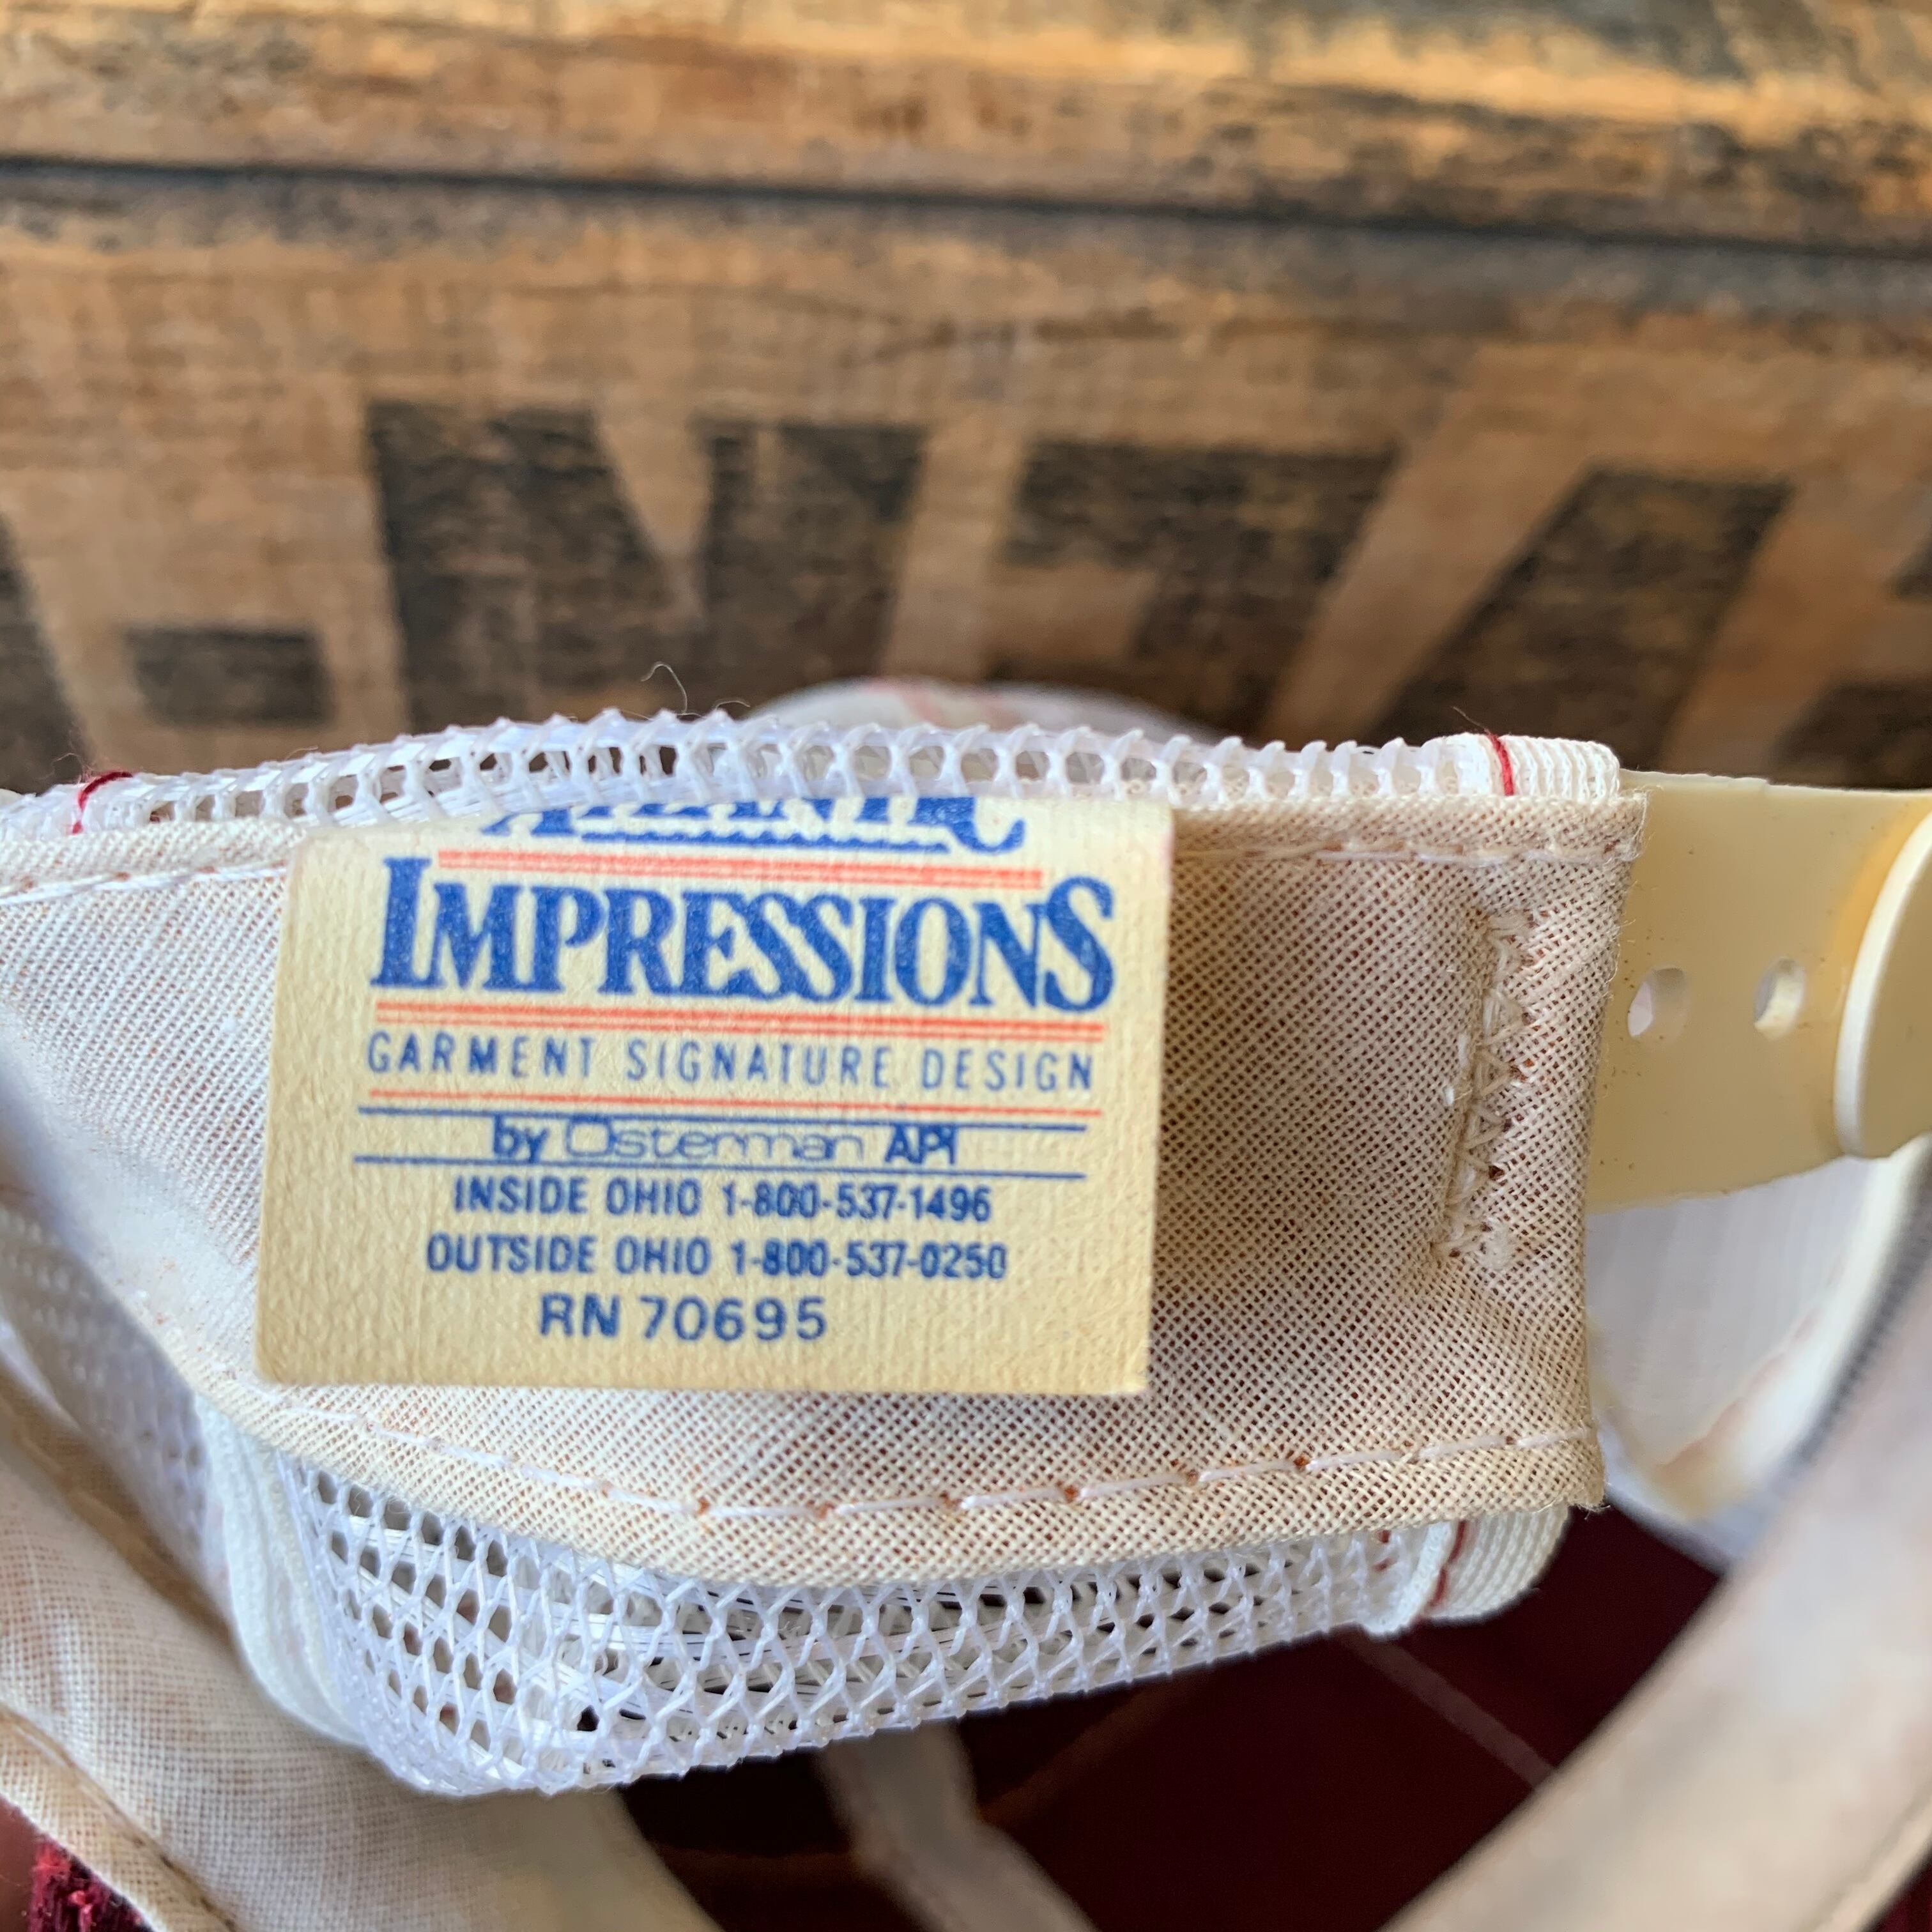 ATLANTIC
IMPRESSIONS
GARMENT SIGNATURE DESIGN
by Osterman API
INSIDE OHIO 1-800-537-1496
OUTSIDE OHIO 1-800-537-0250
RN 70695